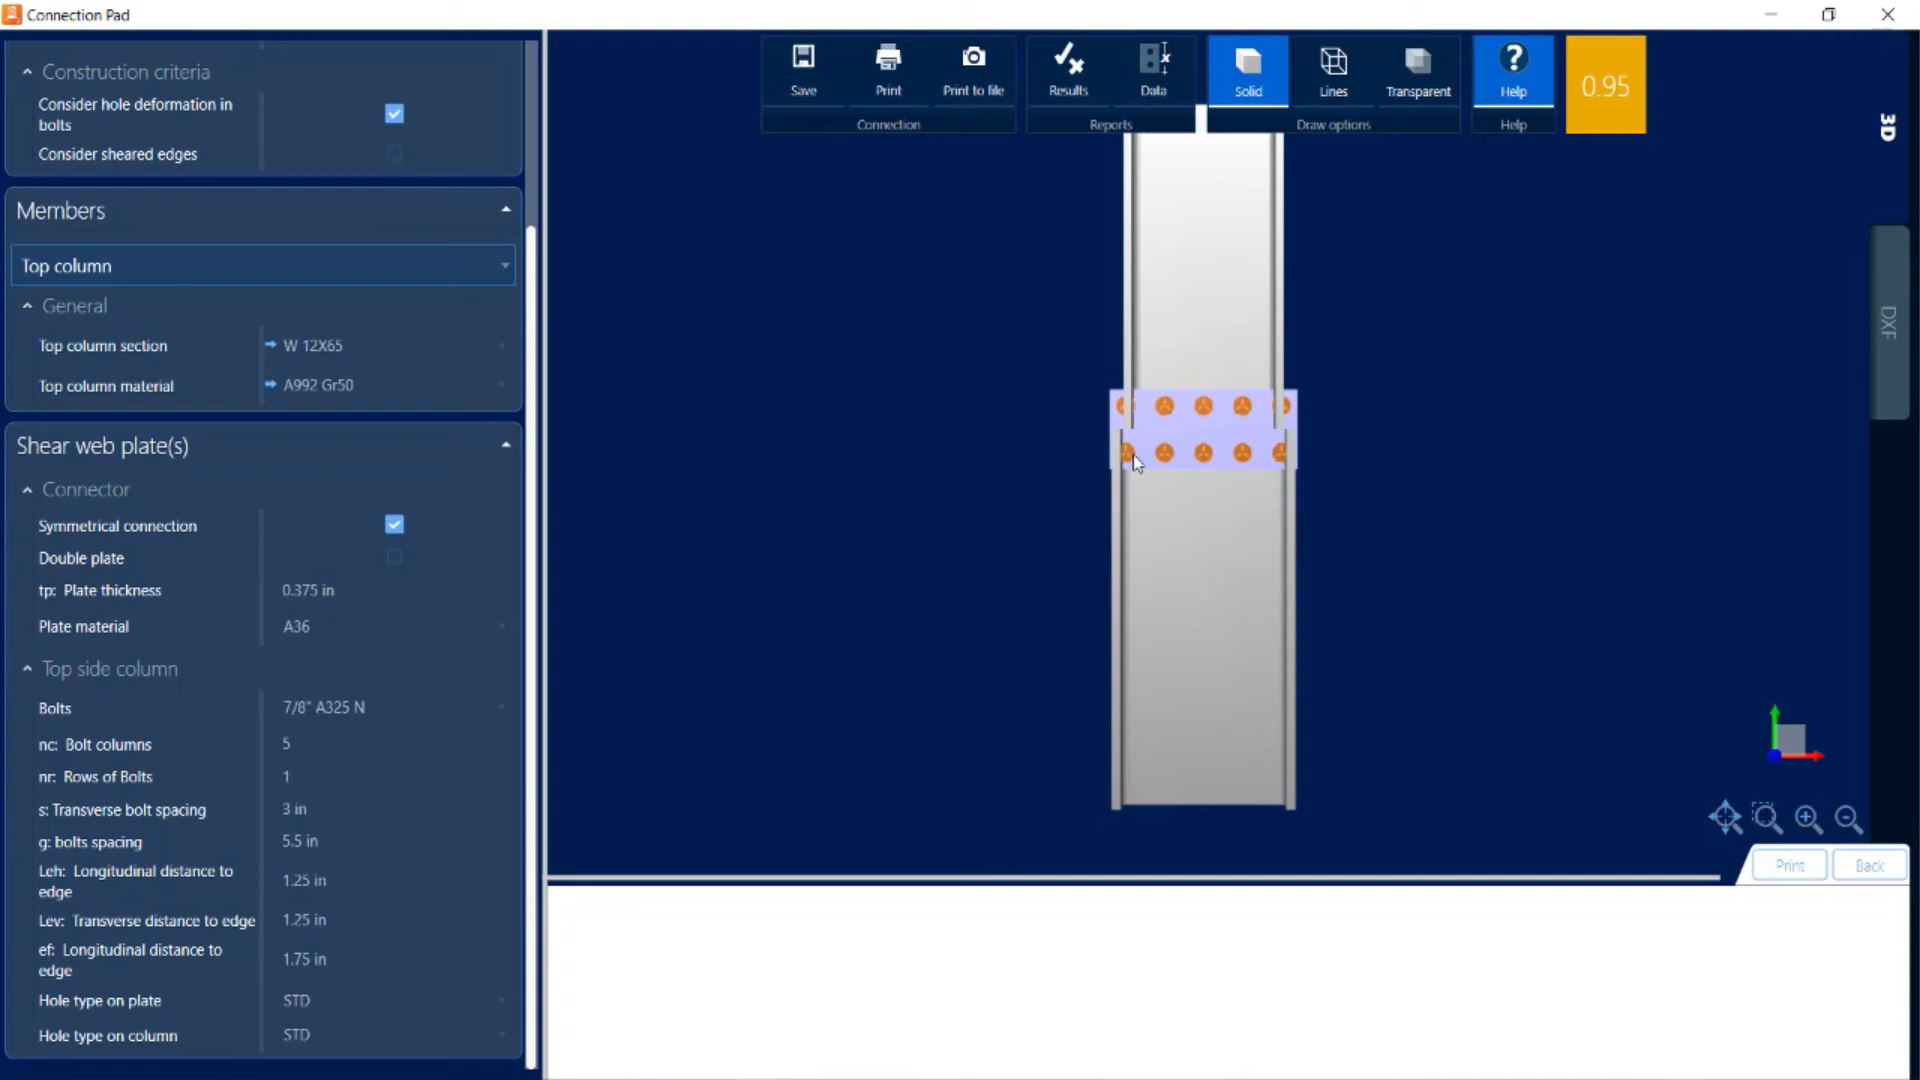 Connection Pad
Construction criteria
Consider hole deformation in
bolts
Consider sheared edges
Members
Top column
General
Top column section
W 12X65
Top column material
A992 Gr50
Shear web plate(s)
Connector
Symmetrical connection
Double plate
tp: Plate thickness
0.375 in
Plate material
A36
Top side column
Bolts
7/8" A325 N
nc: Bolt columns
5
nr: Rows of Bolts
1
s: Transverse bolt spacing
3 in
g: bolts spacing
5.5 in
Leh: Longitudinal distance to
edge
1.25 in
Lev: Transverse distance to edge
1.25 in
ef: Longitudinal distance to
edge
1.75 in
Hole type on plate
STD
Hole type on column
STD
Save
Print
Print to file
Connection
Results
Data
Reports
Solid
Lines
Transparent
Draw options
Help
Help
0.95
3D
DXF
Print
Back